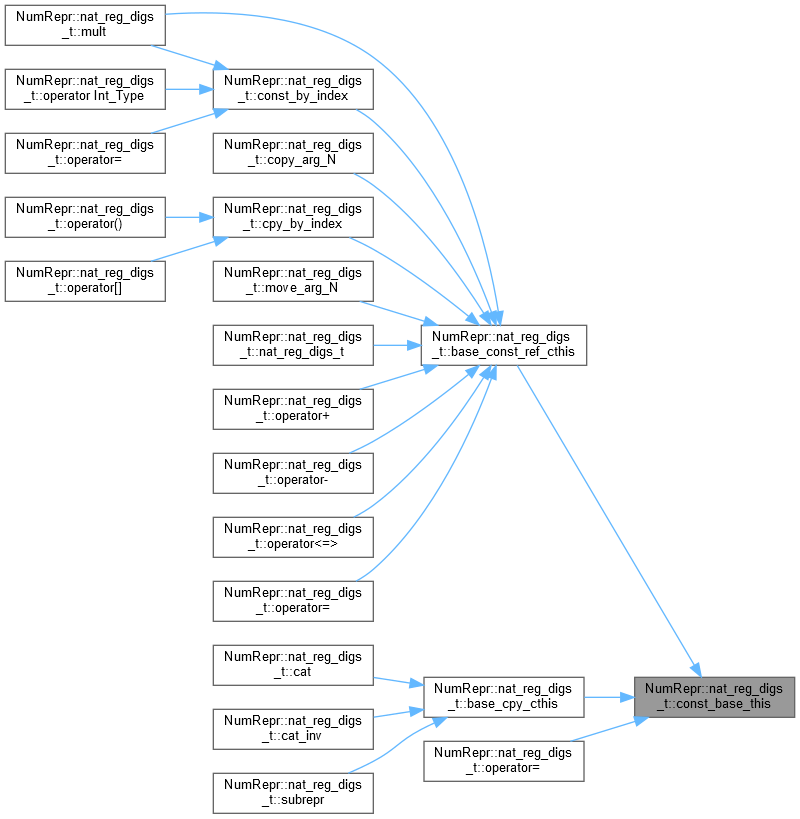 NumRepr::nat_reg_digs
_t::mult
NumRepr::nat_reg_digs
_t::operator Int_Type
NumRepr::nat_reg_digs
_t::operator=
NumRepr::nat_reg_digs
_t::operator()
NumRepr::nat_reg_digs
_t::operator[]
NumRepr::nat_reg_digs
_t::const_by_index
NumRepr::nat_reg_digs
_t::copy_arg_N
NumRepr::nat_reg_digs
_t::cpy_by_index
NumRepr::nat_reg_digs
_t::move_arg_N
NumRepr::nat_reg_digs
_t::nat_reg_digs_t
NumRepr::nat_reg_digs
_t::operator+
NumRepr::nat_reg_digs
_t::operator-
NumRepr::nat_reg_digs
_t::operator<=>
NumRepr::nat_reg_digs
_t::operator=
NumRepr::nat_reg_digs
_t::cat
NumRepr::nat_reg_digs
_t::cat_inv
NumRepr::nat_reg_digs
_t::subrepr
NumRepr::nat_reg_digs
_t::base_const_ref_cthis
NumRepr::nat_reg_digs
_t::base_cpy_cthis
NumRepr::nat_reg_digs
_t::operator=
NumRepr::nat_reg_digs
_t::const_base_this